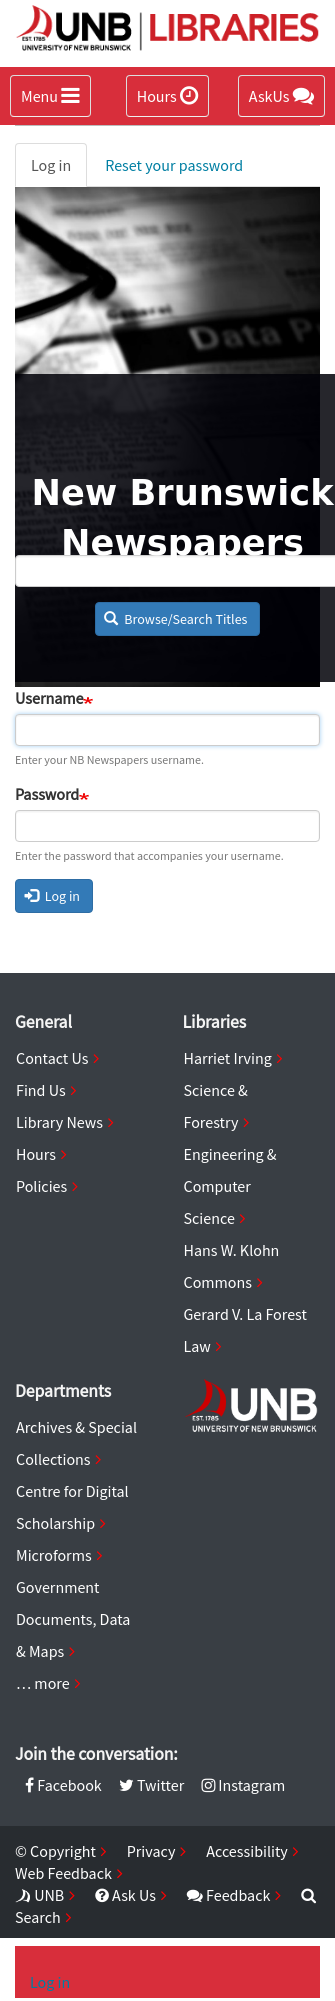 EST. 1785 UNB LIBRARIES
UNIVERSITY OF NEW BRUNSWICK
Menu Hours AskUs
Log in Reset your password
Data P
New Brunswick
Newspapers
Browse/Search Titles
Username*
Enter your NB Newspapers username.
Password*
Enter the password that accompanies your username.
Log in
General
Contact Us
Find Us
Library News
Hours
Policies
Libraries
Harriet Irving
Science &
Forestry
Engineering &
Computer
Science
Hans W. Klohn
Commons
Gerard V. La Forest
Law
Departments
Archives & Special
Collections
Centre for Digital
Scholarship
Microforms
Government
Documents, Data
& Maps
… more
EST. 1785 UNB
UNIVERSITY OF NEW BRUNSWICK
Join the conversation:
Facebook Twitter Instagram
© Copyright Privacy Accessibility
Web Feedback
UNB Ask Us Feedback
Search
Log in